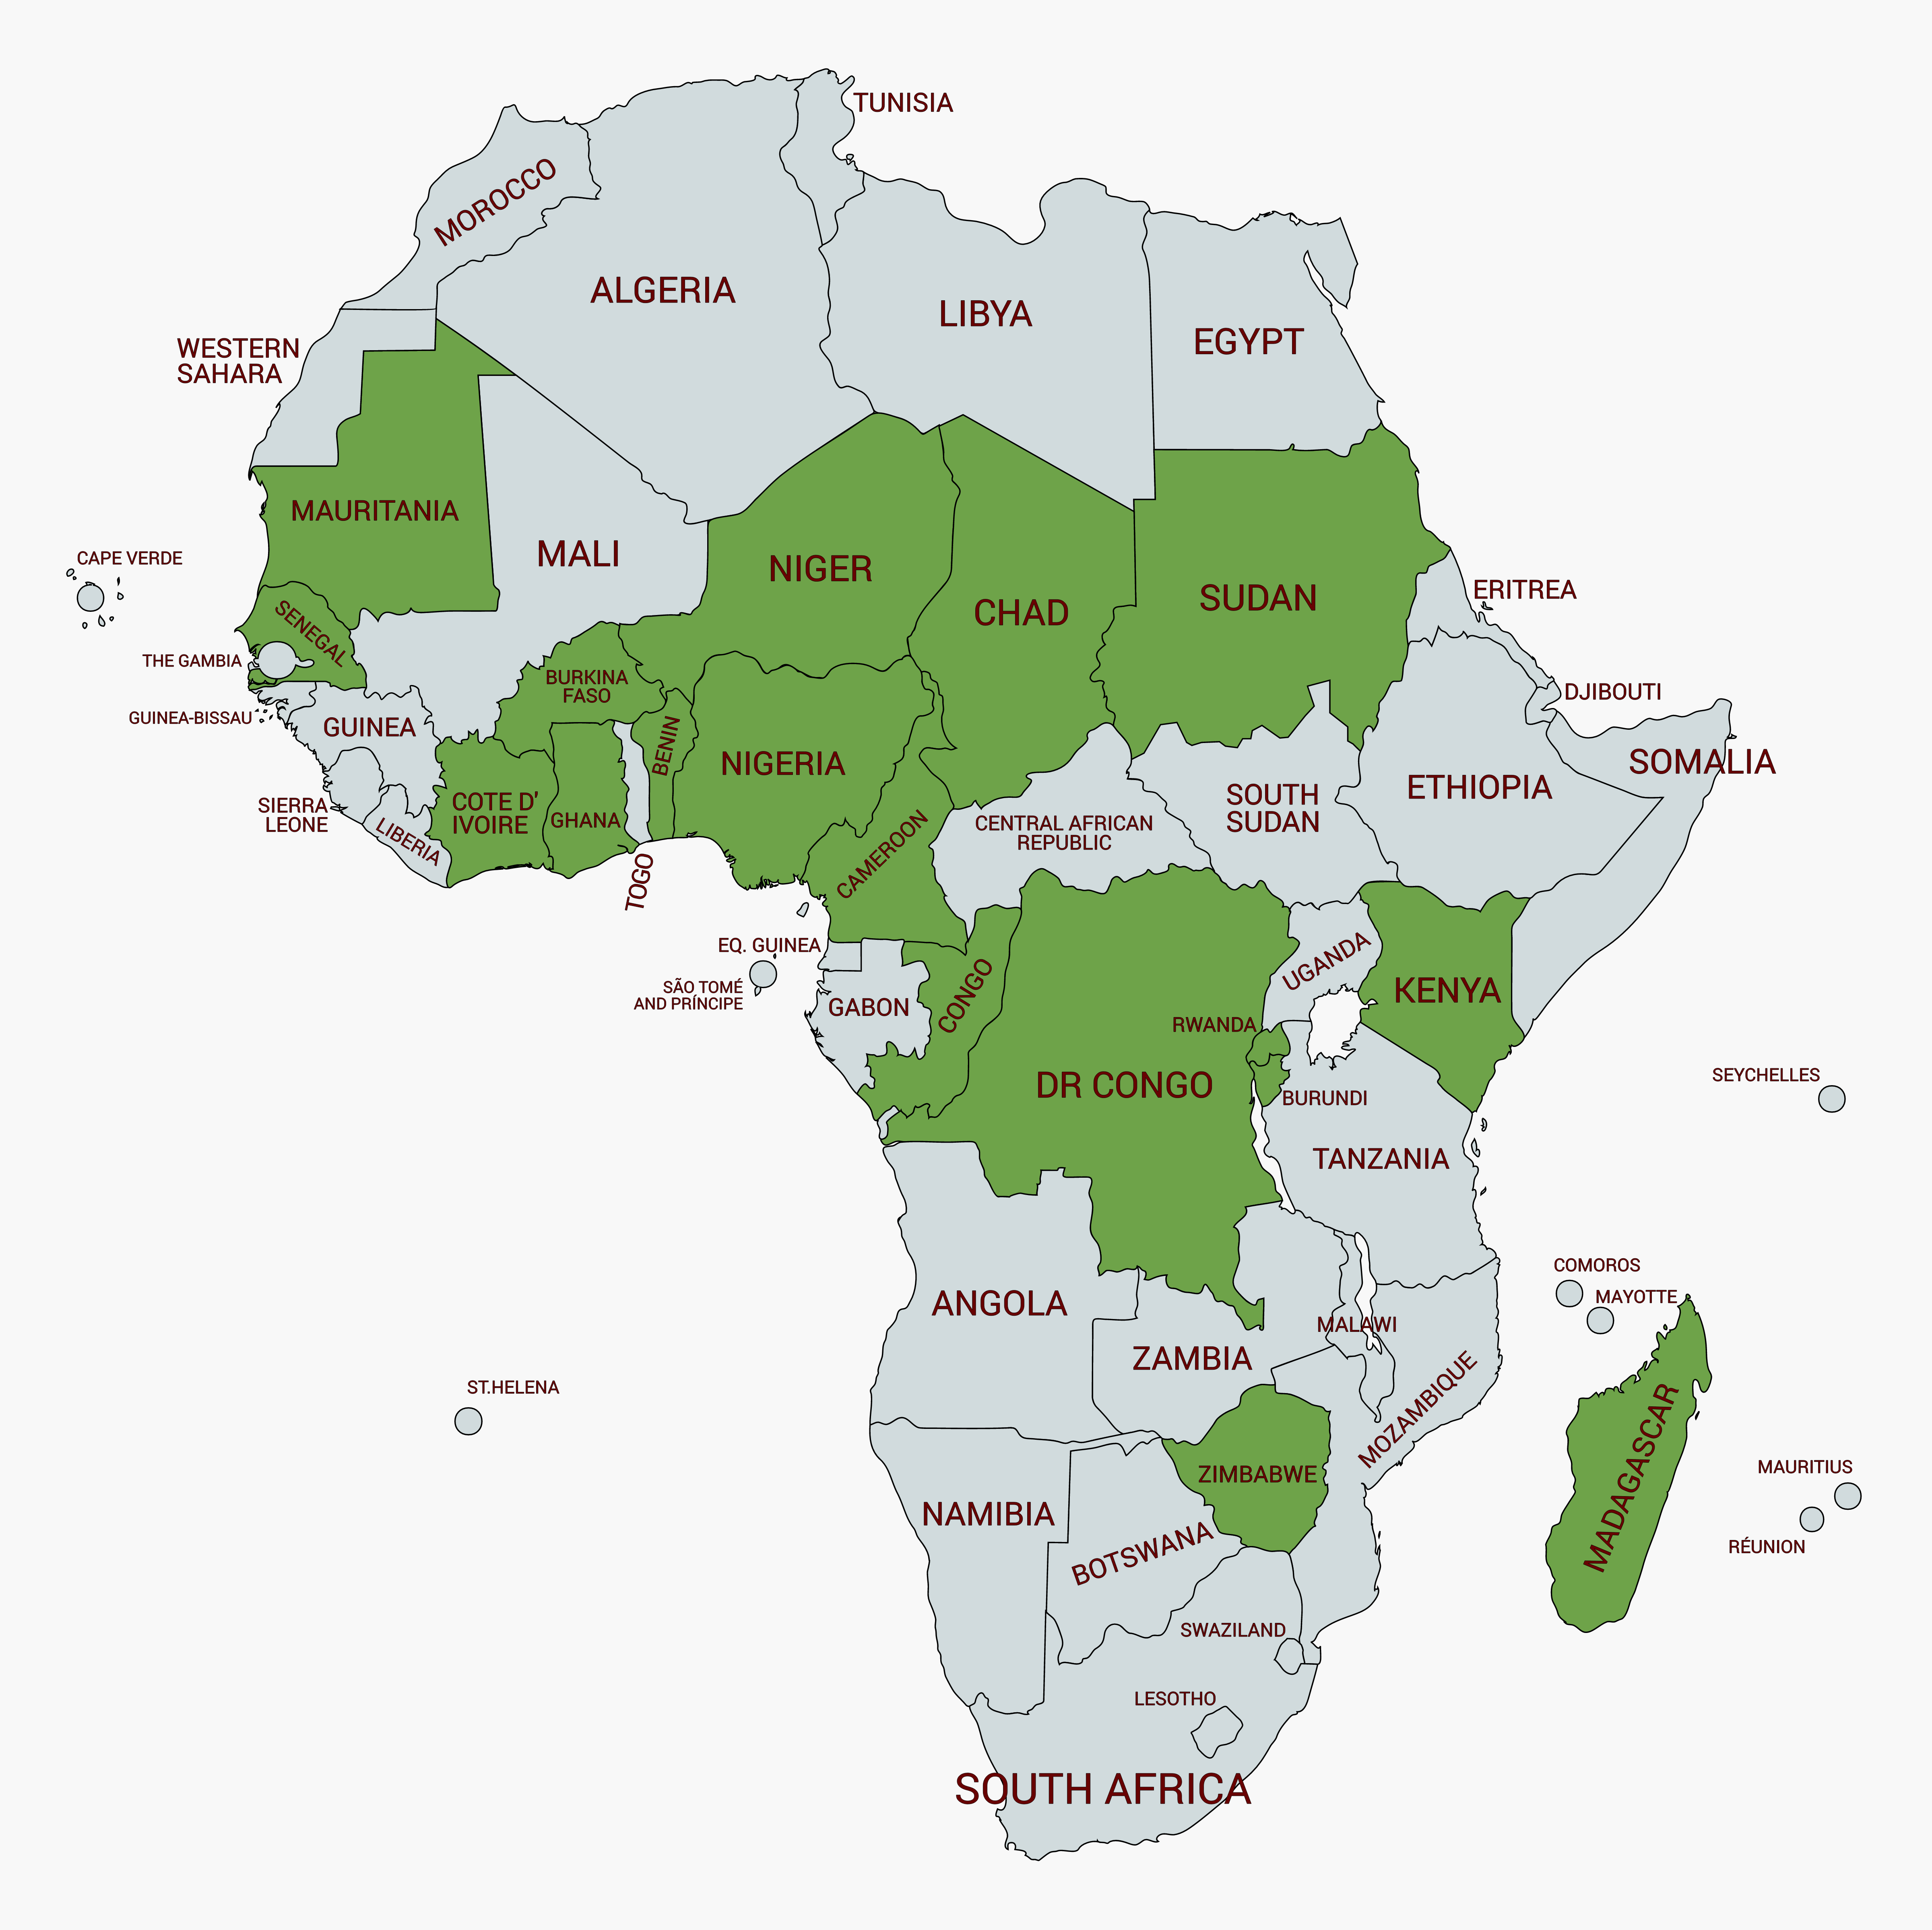 TUNISIA
MOROCCO
ALGERIA
LIBYA
EGYPT
WESTERN
SAHARA
MAURITANIA
MALI
NIGER
CHAD
SUDAN
ERITREA
CAPE VERDE
SENEGAL
THE GAMBIA
GUINEA-BISSAU
GUINEA
BURKINA
FASO
BENIN
NIGERIA
DJIBOUTI
SOMALIA
ETHIOPIA
SOUTH
SUDAN
SIERRA
LEONE
LIBERIA
COTE D'
IVOIRE
GHANA
TOGO
CAMEROON
CENTRAL AFRICAN
REPUBLIC
EQ. GUINEA
SÃO TOMÉ
AND PRÍNCIPE
GABON
CONGO
UGANDA
KENYA
RWANDA
DR CONGO
BURUNDI
SEYCHELLES
TANZANIA
COMOROS
MAYOTTE
ANGOLA
MALAWI
ZAMBIA
ST.HELENA
MOZAMBIQUE
MADAGASCAR
ZIMBABWE
MAURITIUS
RÉUNION
NAMIBIA
BOTSWANA
SWAZILAND
LESOTHO
SOUTH AFRICA